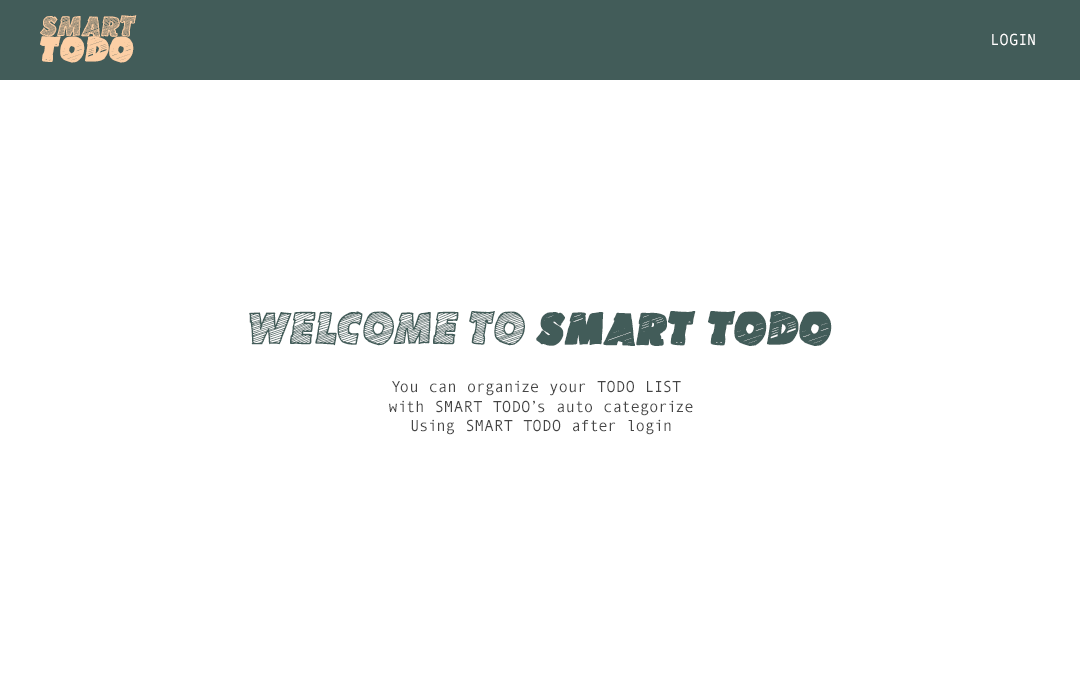 SMART
TODO
LOGIN
WELCOME TO SMART TODO
You can organize your TODO LIST
with SMART TODO's auto categorize
Using SMART TODO after login